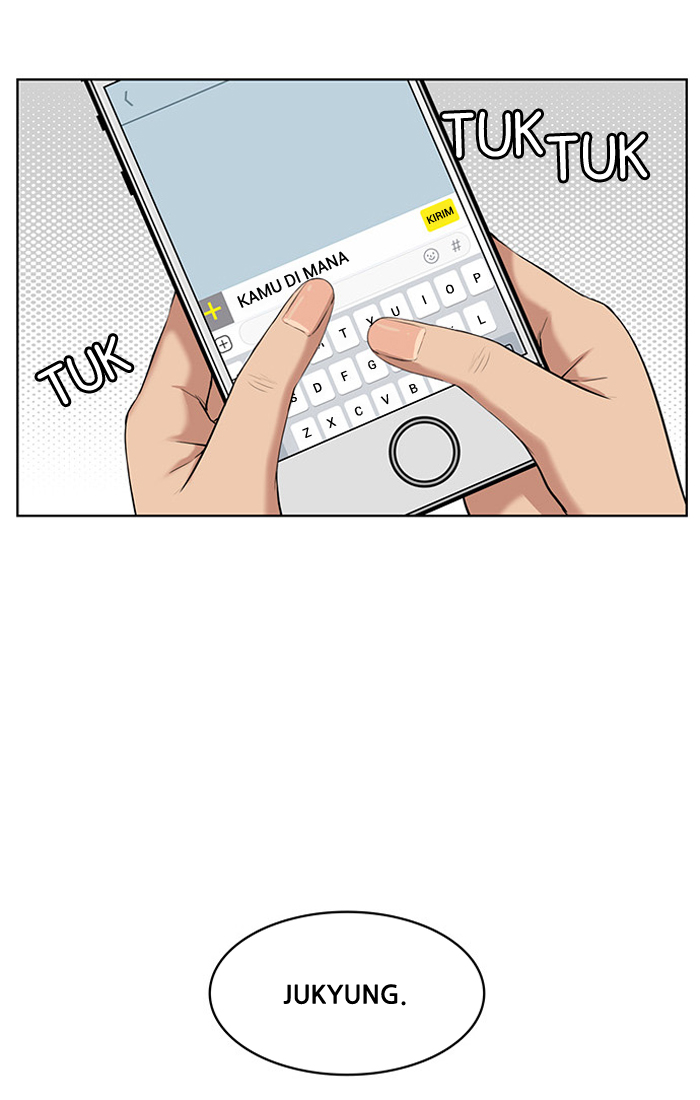 TUK TUK
KIRIM
KAMU DI MANA
#
T Y U I O P
TUK
D F G L
Z X C V B
JUKYUNG.